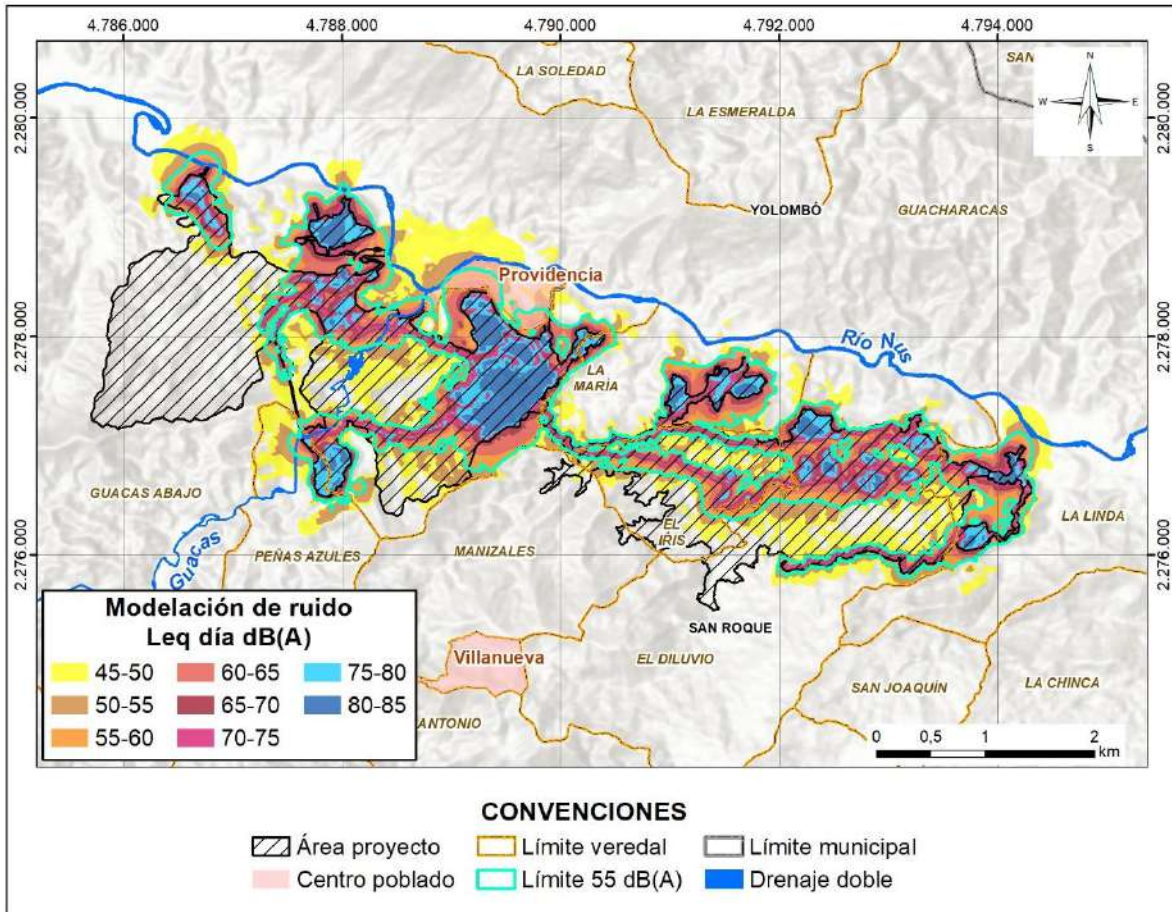 4.786.000 4.788.000 4.790.000 4.792.000 4.794.000
2.280.000
2.278.000
2.276.000
2.280.000
2.278.000
2.276.000
LA SOLEDAD
SAN
N
W E
S
LA ESMERALDA
YOLOMBÓ
GUACHARACAS
Providencia
Río Nus
LA
MARÍA
GUACAS ABAJO
Guacas
PEÑAS AZULES
MANIZALES
EL
IRIS
LA LINDA
SAN ROQUE
Villanueva
EL DILUVIO
SAN JOAQUÍN
LA CHINCA
ANTONIO
Modelación de ruido
Leq día dB(A)
45-50 60-65 75-80
50-55 65-70 80-85
55-60 70-75
0 0,5 1 2
km
CONVENCIONES
Área proyecto Límite veredal Límite municipal
Centro poblado Límite 55 dB(A) Drenaje doble